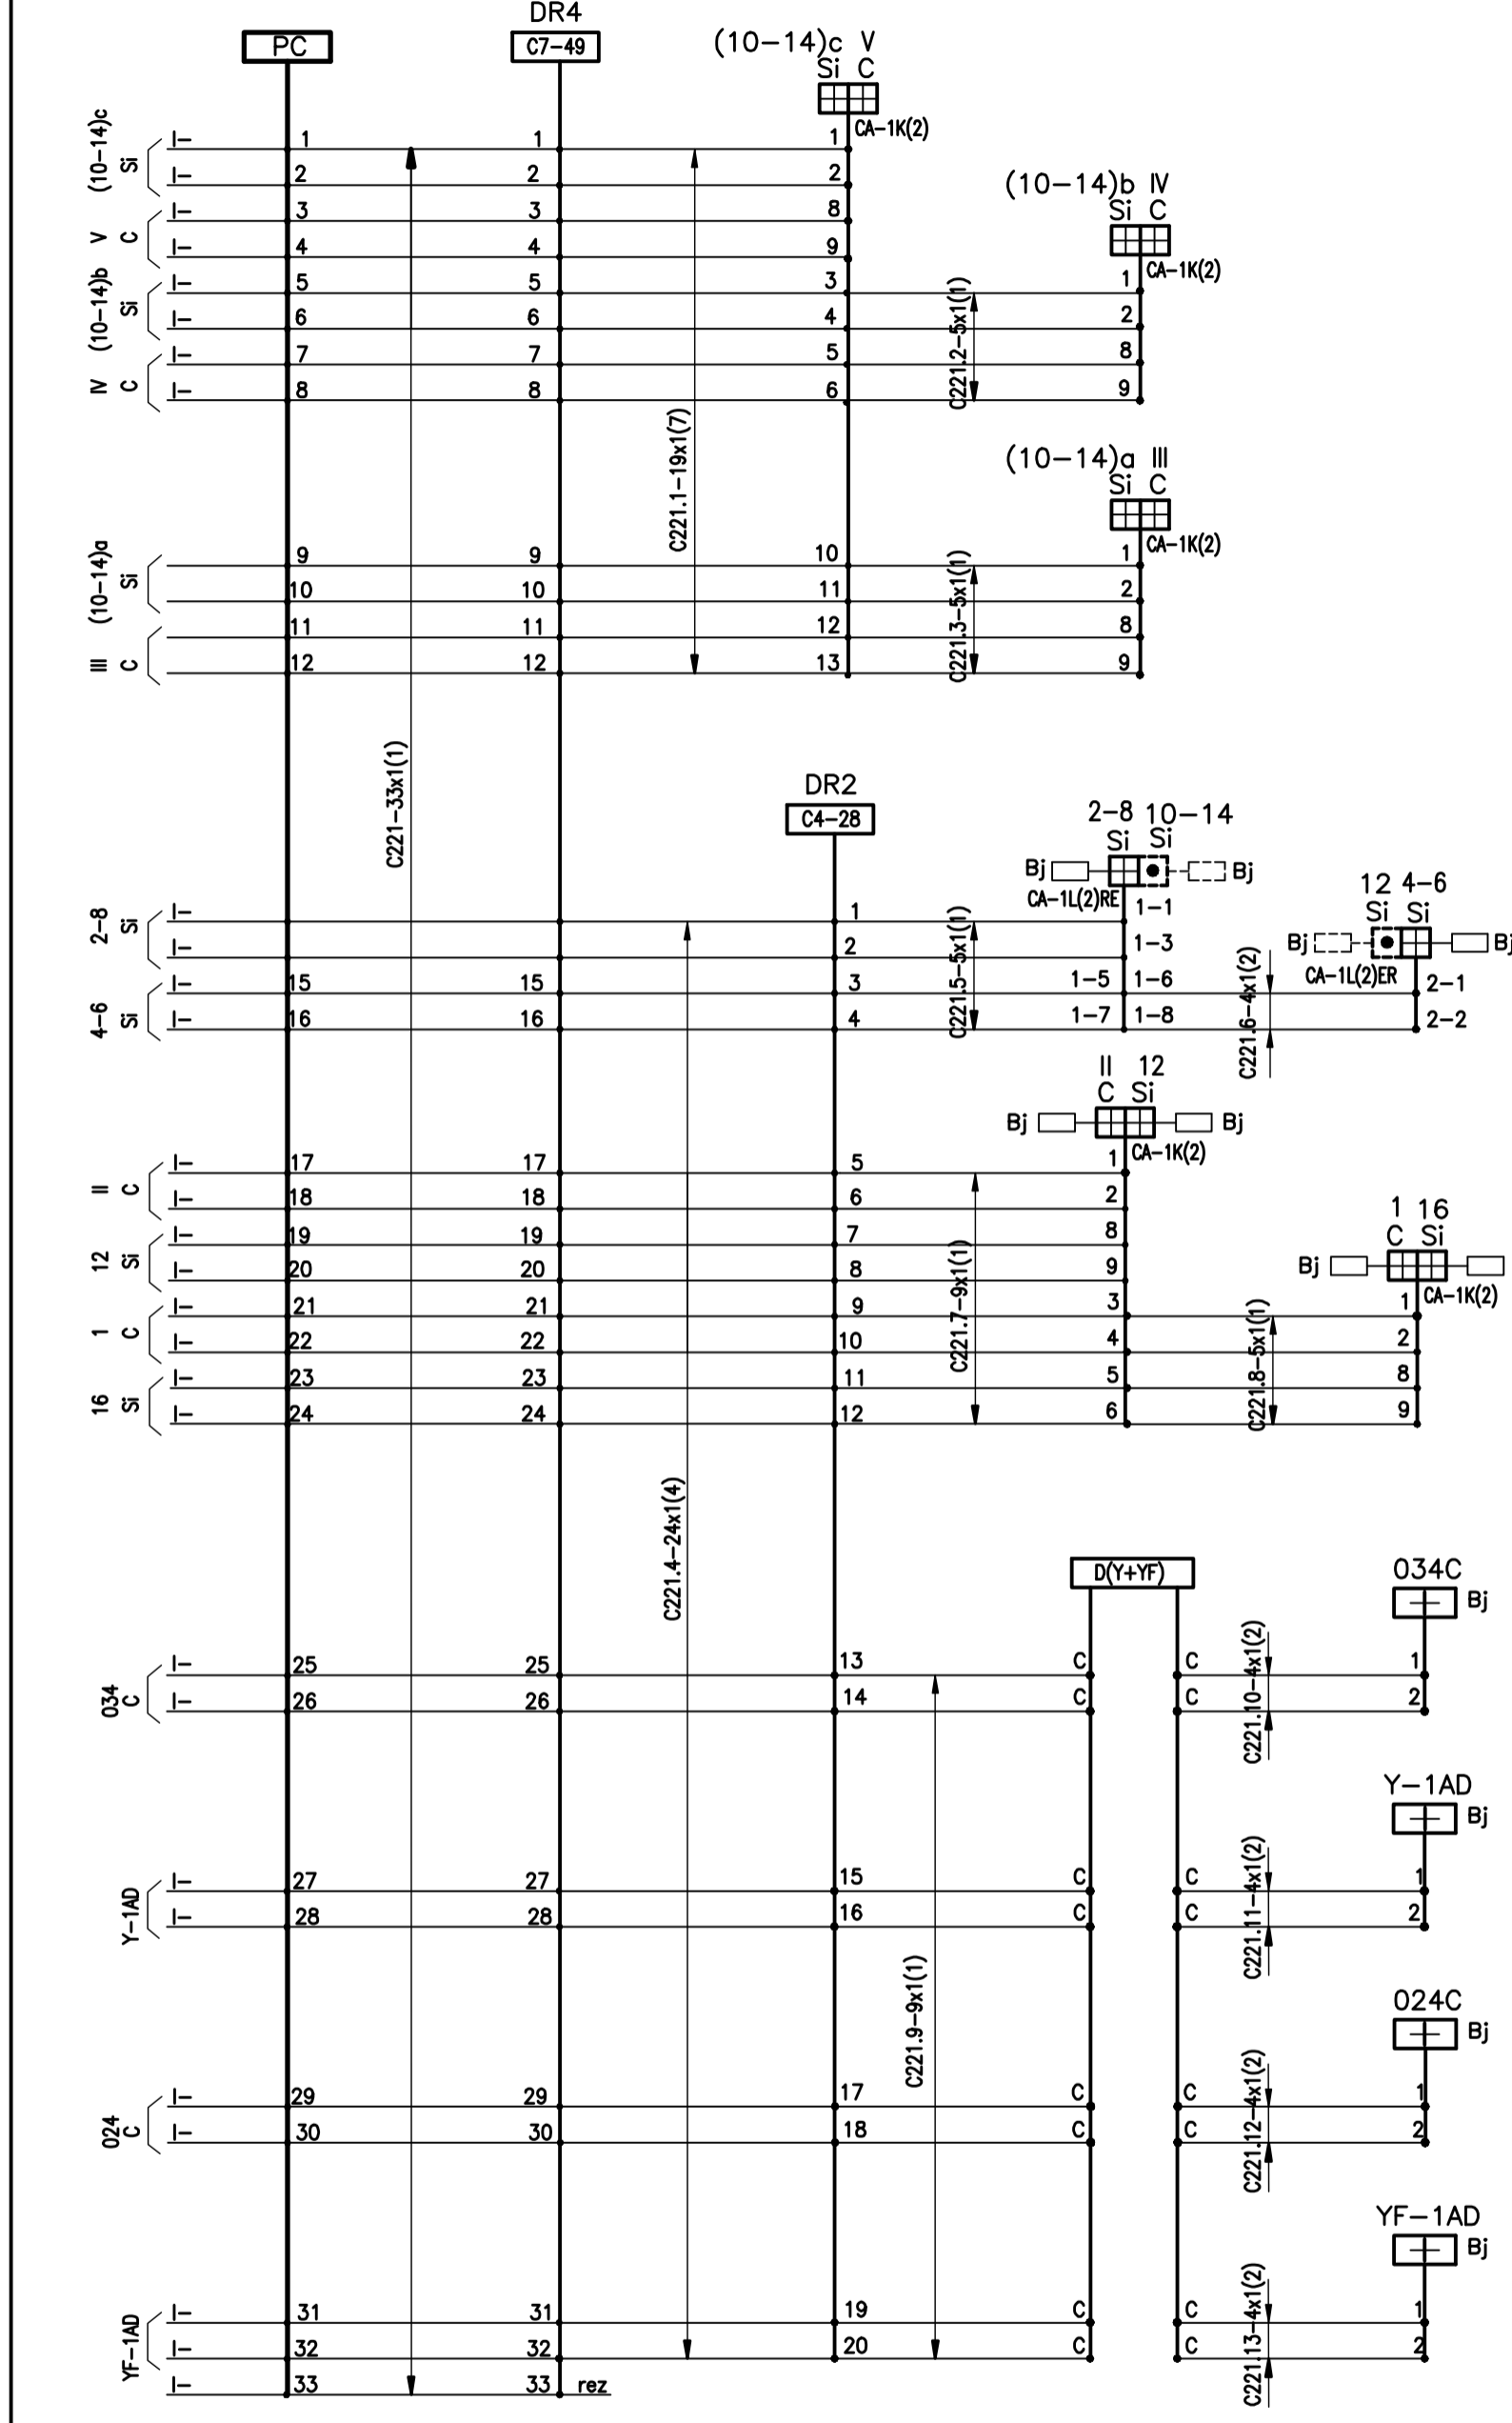 DR4
PC C7-49
(10-14)c V
Si C
CA-1K(2)
(10-14)c
Si
I- 1 1 1
I- 2 2 2
V
C
I- 3 3 8
I- 4 4 9
(10-14)b IV
Si C
CA-1K(2)
(10-14)b
Si
I- 5 5 3 1
I- 6 6 4 2
IV
C
I- 7 7 5 8
I- 8 8 6 9
C221.2-5x1(1)
C221.1-19x1(7)
(10-14)a III
Si C
CA-1K(2)
(10-14)a
Si
9 9 10 1
10 10 11 2
III
C
11 11 12 8
12 12 13 9
C221.3-5x1(1)
C221-33x1(1)
DR2
C4-28
2-8 10-14
Si Si
Bj Bj
CA-1L(2)RE
12 4-6
Si Si
Bj Bj
CA-1L(2)ER
2-8
Si
I- 1 1-1
I- 2 1-3
4-6
Si
I- 15 15 3 1-5 1-6 2-1
I- 16 16 4 1-7 1-8 2-2
C221.5-5x1(1)
C221.6-4x1(2)
II 12
C Si
Bj Bj
CA-1K(2)
II
C
I- 17 17 5 1
I- 18 18 6 2
12
Si
I- 19 19 7 8
I- 20 20 8 9
1 16
C Si
Bj
CA-1K(2)
1
C
I- 21 21 9 3 1
I- 22 22 10 4 2
16
Si
I- 23 23 11 5 8
I- 24 24 12 6 9
C221.7-9x1(1)
C221.8-5x1(1)
C221.4-24x1(4)
D(Y+YF)
034C
Bj
034
C
I- 25 25 13 C C 1
I- 26 26 14 C C 2
C221.10-4x1(2)
Y-1AD
Bj
Y-1AD
I- 27 27 15 C C 1
I- 28 28 16 C C 2
C221.11-4x1(2)
C221.9-9x1(1)
024C
Bj
024
C
I- 29 29 17 C C 1
I- 30 30 18 C C 2
C221.12-4x1(2)
YF-1AD
Bj
YF-1AD
I- 31 31 19 C C 1
I- 32 32 20 C C 2
I- 33 33 rez
C221.13-4x1(2)